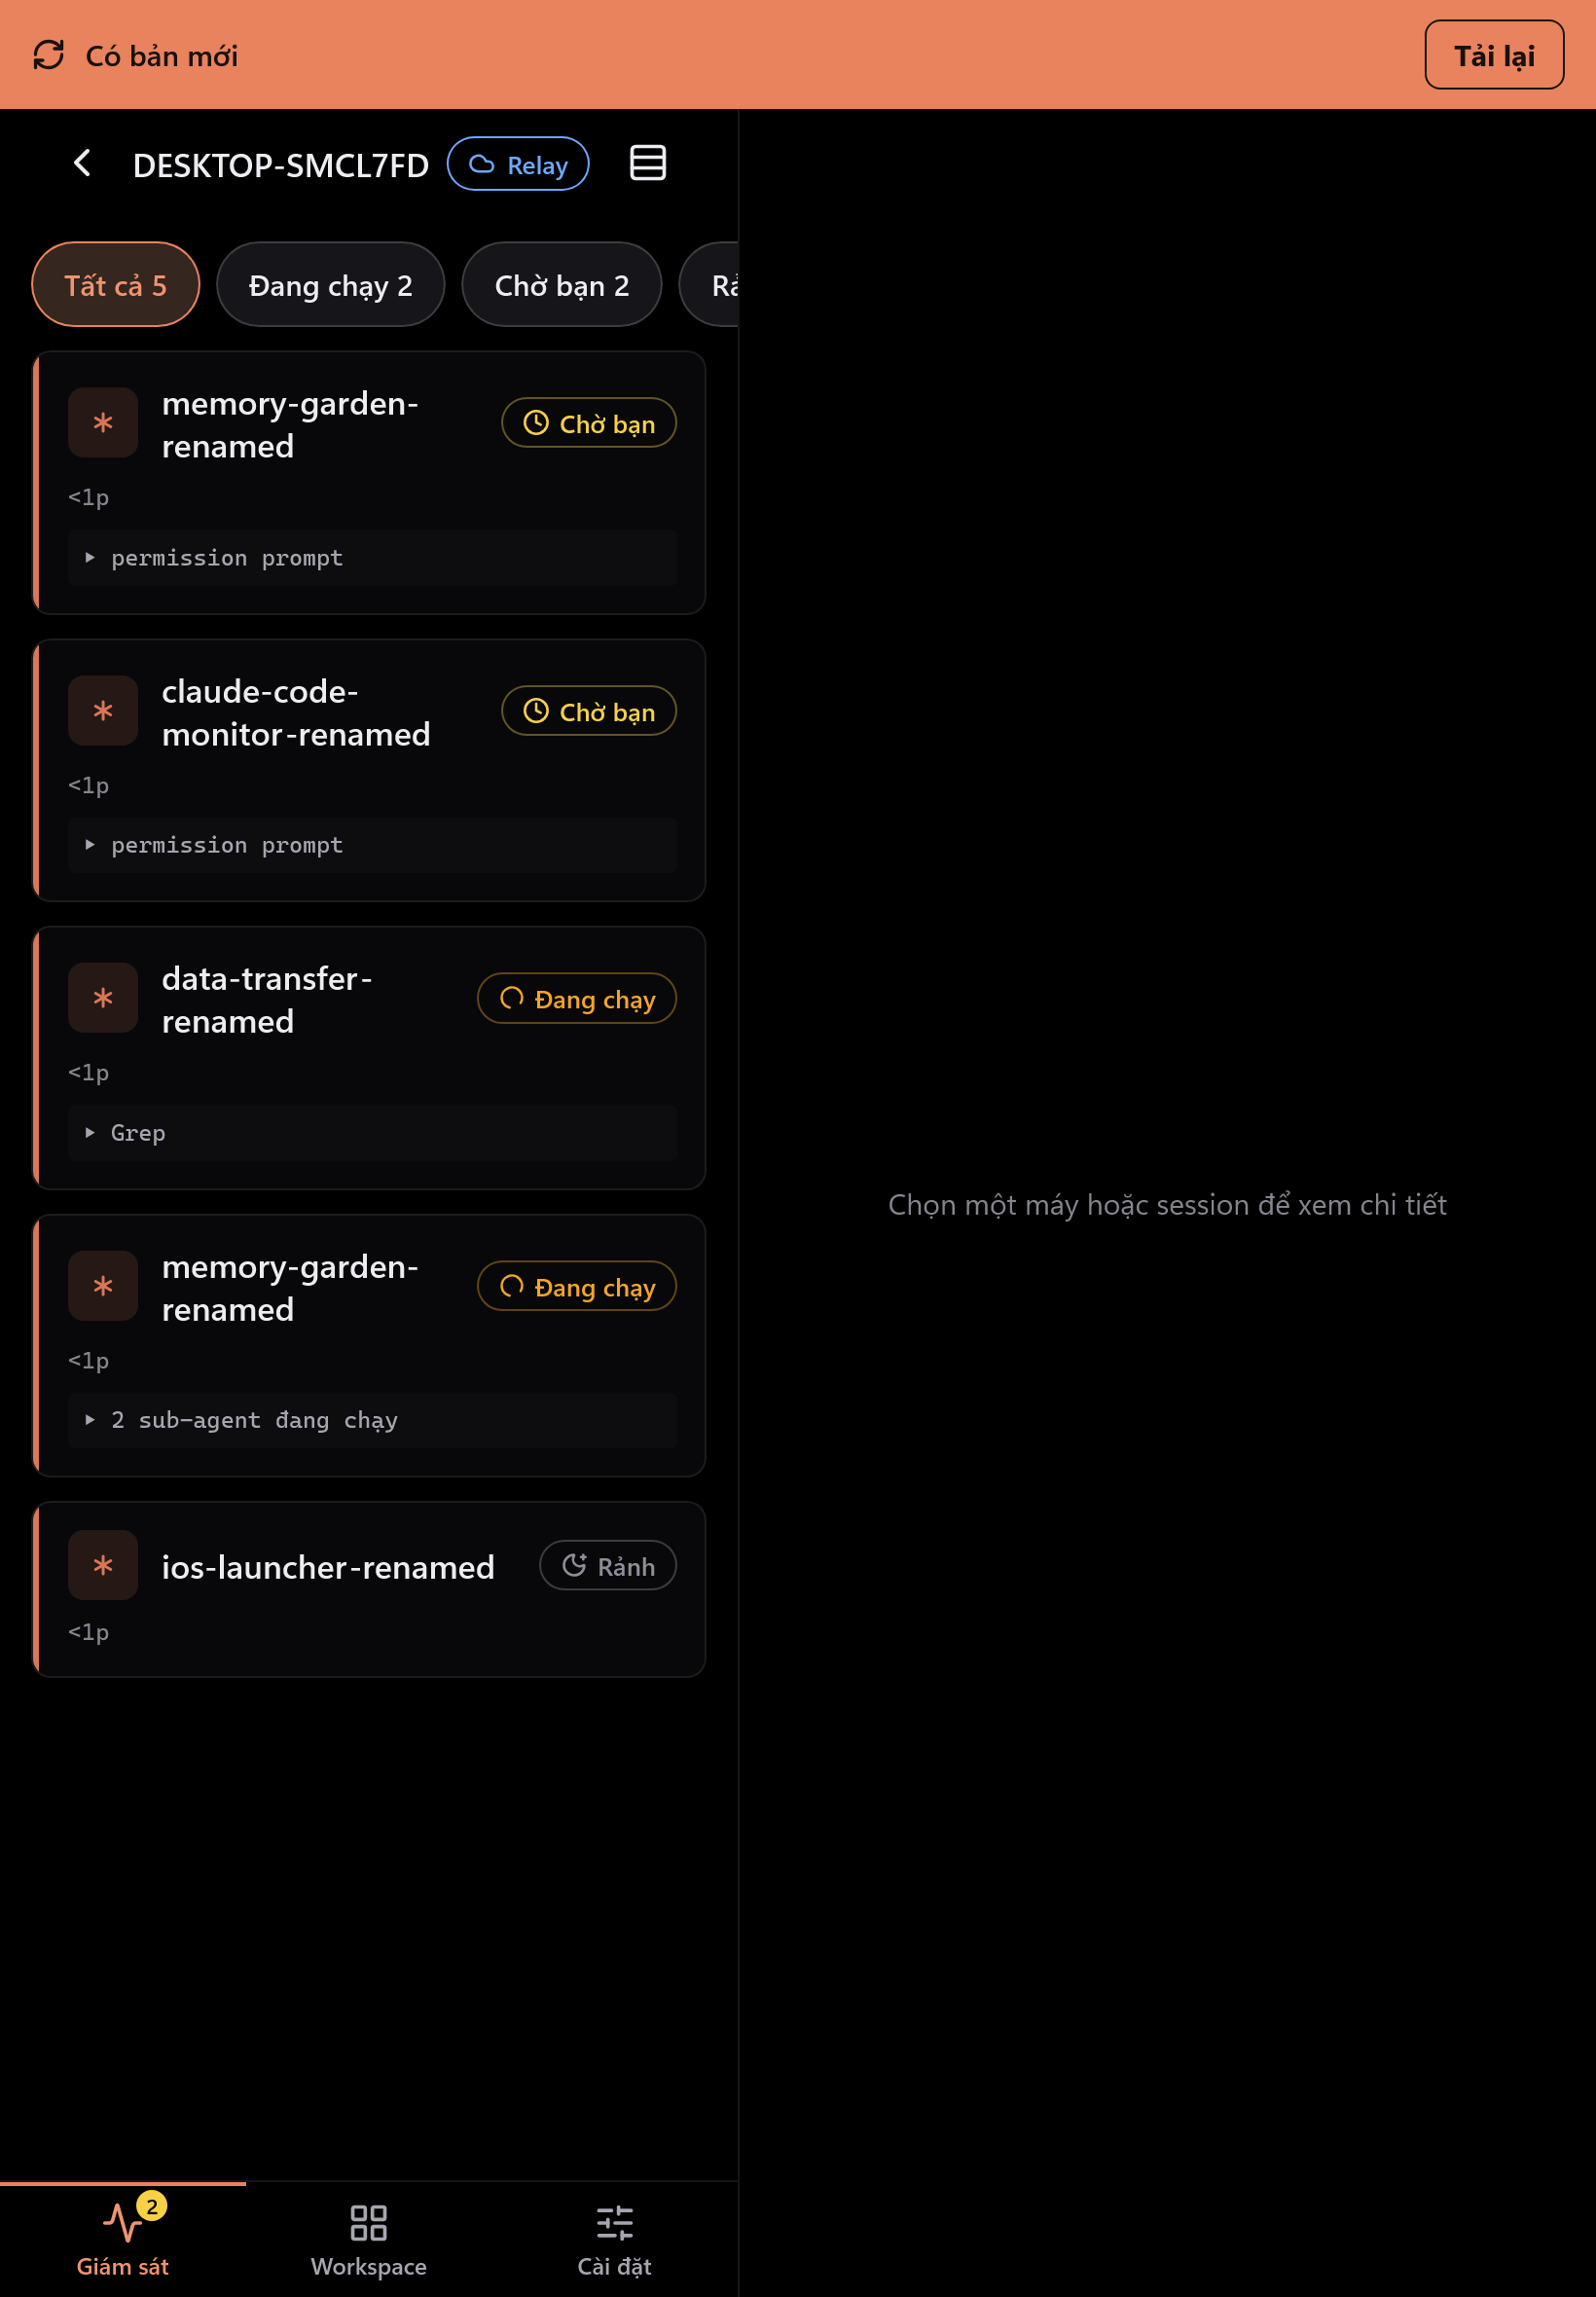 Có bản mới
Tải lại
DESKTOP-SMCL7FD
Relay
Tất cả 5
Đang chạy 2
Chờ bạn 2
memory-garden-
renamed
Chờ bạn
<1p
▸ permission prompt
claude-code-
monitor-renamed
Chờ bạn
<1p
▸ permission prompt
data-transfer-
renamed
Đang chạy
<1p
▸ Grep
memory-garden-
renamed
Đang chạy
<1p
▸ 2 sub-agent đang chạy
ios-launcher-renamed
Rảnh
<1p
Chọn một máy hoặc session để xem chi tiết
2
Giám sát
Workspace
Cài đặt